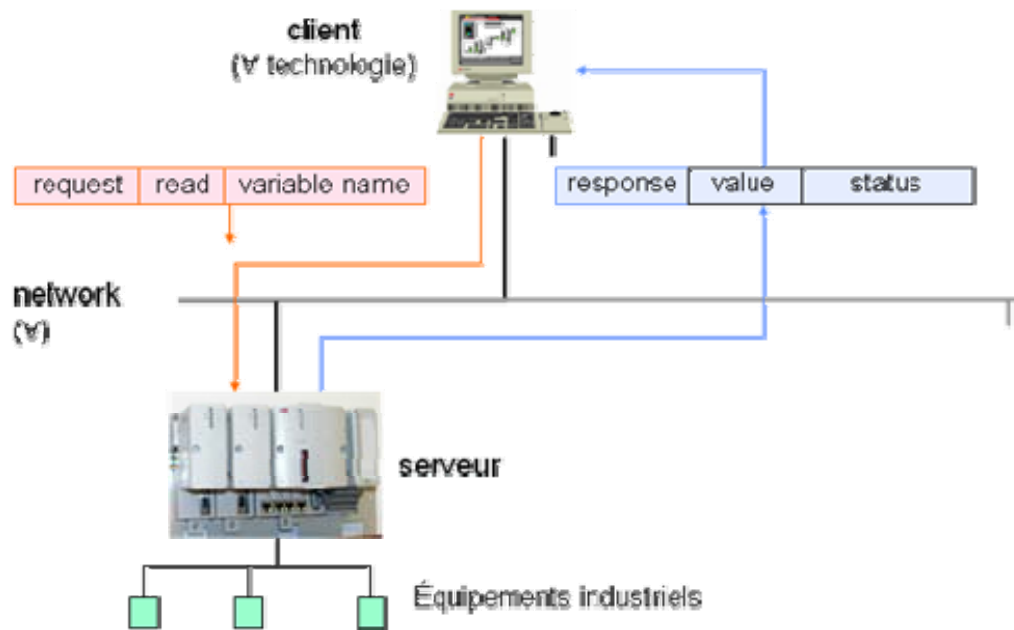 client
(∀ technologie)
request read variable name
response value status
network
(∀)
serveur
Équipements industriels